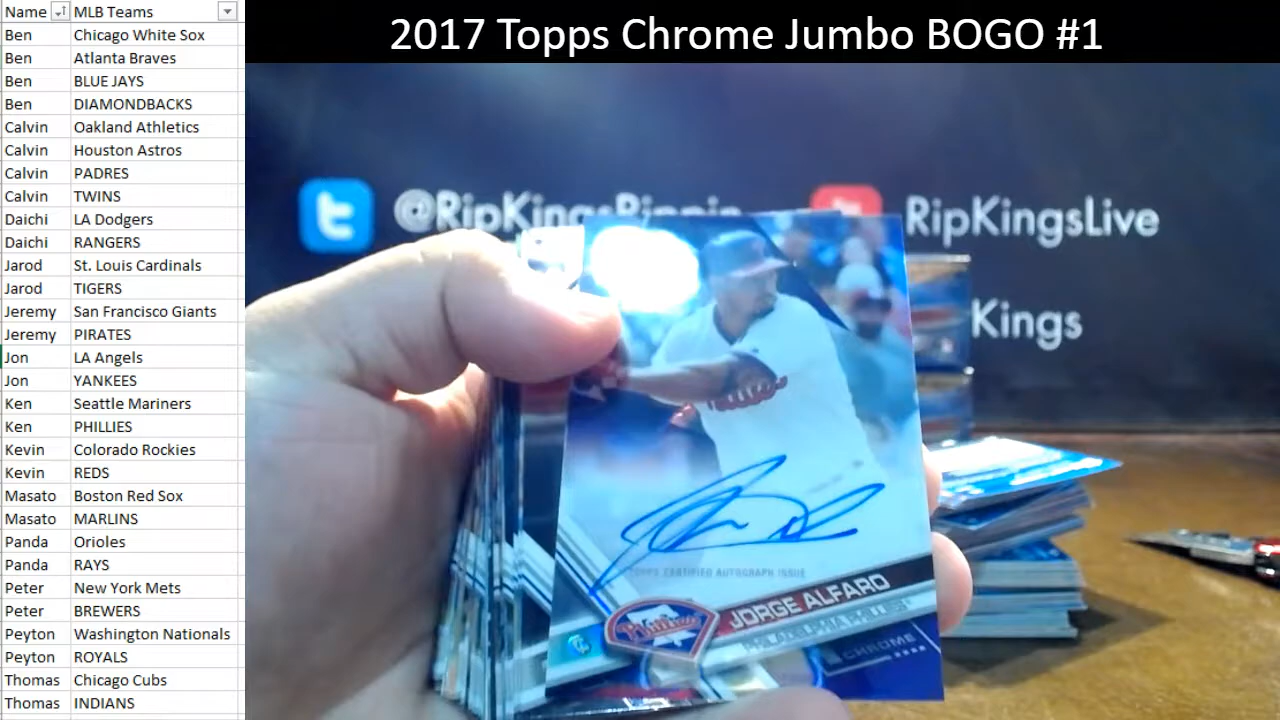 Name MLB Teams
Ben Chicago White Sox
Ben Atlanta Braves
Ben BLUE JAYS
Ben DIAMONDBACKS
Calvin Oakland Athletics
Calvin Houston Astros
Calvin PADRES
Calvin TWINS
Daichi LA Dodgers
Daichi RANGERS
Jarod St. Louis Cardinals
Jarod TIGERS
Jeremy San Francisco Giants
Jeremy PIRATES
Jon LA Angels
Jon YANKEES
Ken Seattle Mariners
Ken PHILLIES
Kevin Colorado Rockies
Kevin REDS
Masato Boston Red Sox
Masato MARLINS
Panda Orioles
Panda RAYS
Peter New York Mets
Peter BREWERS
Peyton Washington Nationals
Peyton ROYALS
Thomas Chicago Cubs
Thomas INDIANS
2017 Topps Chrome Jumbo BOGO #1
@RipKingsRippin
RipKingsLive
Kings
TOPPS CERTIFIED AUTOGRAPH ISSUE
Phillies
JORGE ALFARO
PHILADELPHIA PHILLIES
CHROME